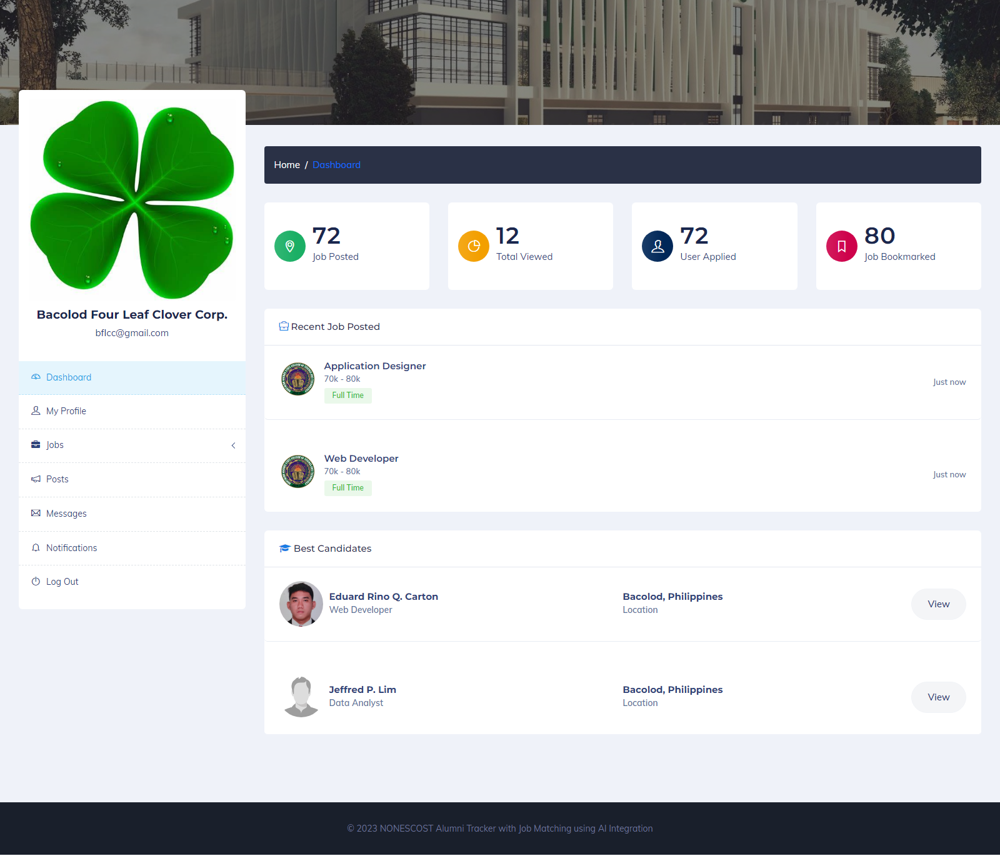 Bacolod Four Leaf Clover Corp.
bflcc@gmail.com
Dashboard
My Profile
Jobs
Posts
Messages
Notifications
Log Out
Home / Dashboard
72
Job Posted
12
Total Viewed
72
User Applied
80
Job Bookmarked
Recent Job Posted
Application Designer
70k - 80k
Full Time
Just now
Web Developer
70k - 80k
Full Time
Just now
Best Candidates
Eduard Rino Q. Carton
Web Developer
Bacolod, Philippines
Location
View
Jeffred P. Lim
Data Analyst
Bacolod, Philippines
Location
View
© 2023 NONESCOST Alumni Tracker with Job Matching using AI Integration